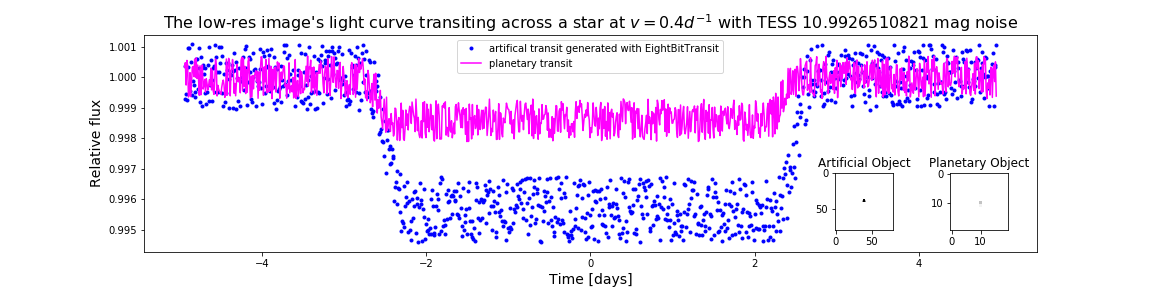 The low-res image's light curve transiting across a star at v = 0.4d⁻¹ with TESS 10.9926510821 mag noise
artifical transit generated with EightBitTransit
planetary transit
Relative flux
1.001
1.000
0.999
0.998
0.997
0.996
0.995
Artificial Object
0
50
0 50
Planetary Object
0
10
0 10
−4 −2 0 2 4
Time [days]